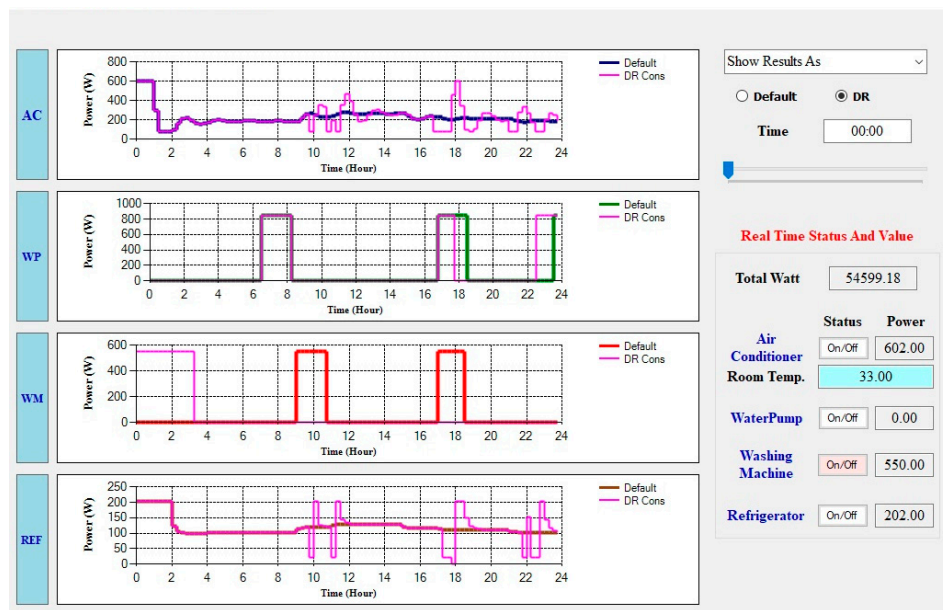 AC
Power (W)
800
600
400
200
0
0 2 4 6 8 10 12 14 16 18 20 22 24
Time (Hour)
Default
DR Cons
WP
Power (W)
1000
800
600
400
200
0
0 2 4 6 8 10 12 14 16 18 20 22 24
Time (Hour)
Default
DR Cons
WM
Power (W)
600
400
200
0
0 2 4 6 8 10 12 14 16 18 20 22 24
Time (Hour)
Default
DR Cons
REF
Power (W)
250
200
150
100
50
0
0 2 4 6 8 10 12 14 16 18 20 22 24
Time (Hour)
Default
DR Cons
Show Results As
Default DR
Time 00:00
Real Time Status And Value
Total Watt 54599.18
Status Power
Air
Conditioner On/Off 602.00
Room Temp. 33.00
WaterPump On/Off 0.00
Washing
Machine On/Off 550.00
Refrigerator On/Off 202.00